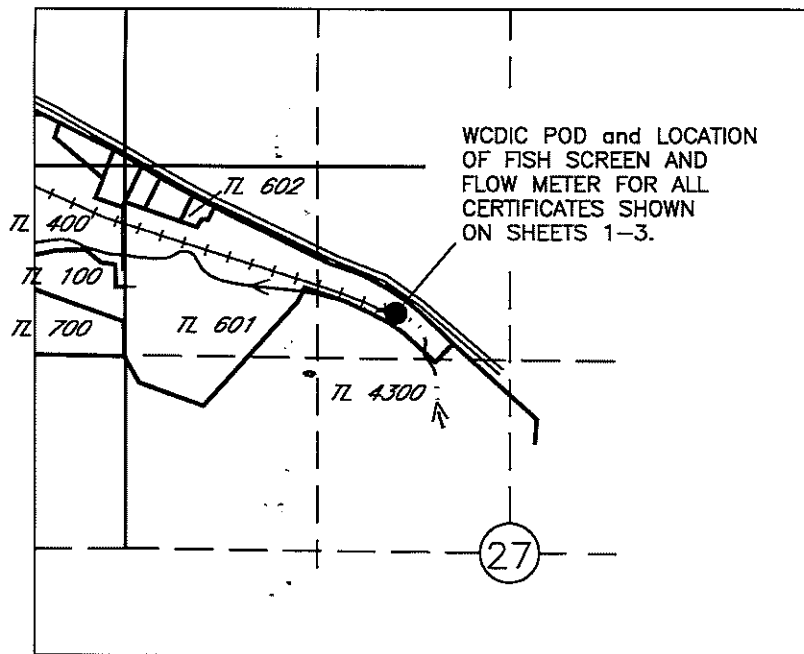 WCDIC POD and LOCATION
OF FISH SCREEN AND
FLOW METER FOR ALL
CERTIFICATES SHOWN
ON SHEETS 1-3.
TL 602
TL 400
TL 100
TL 601
TL 700
TL 4300
27